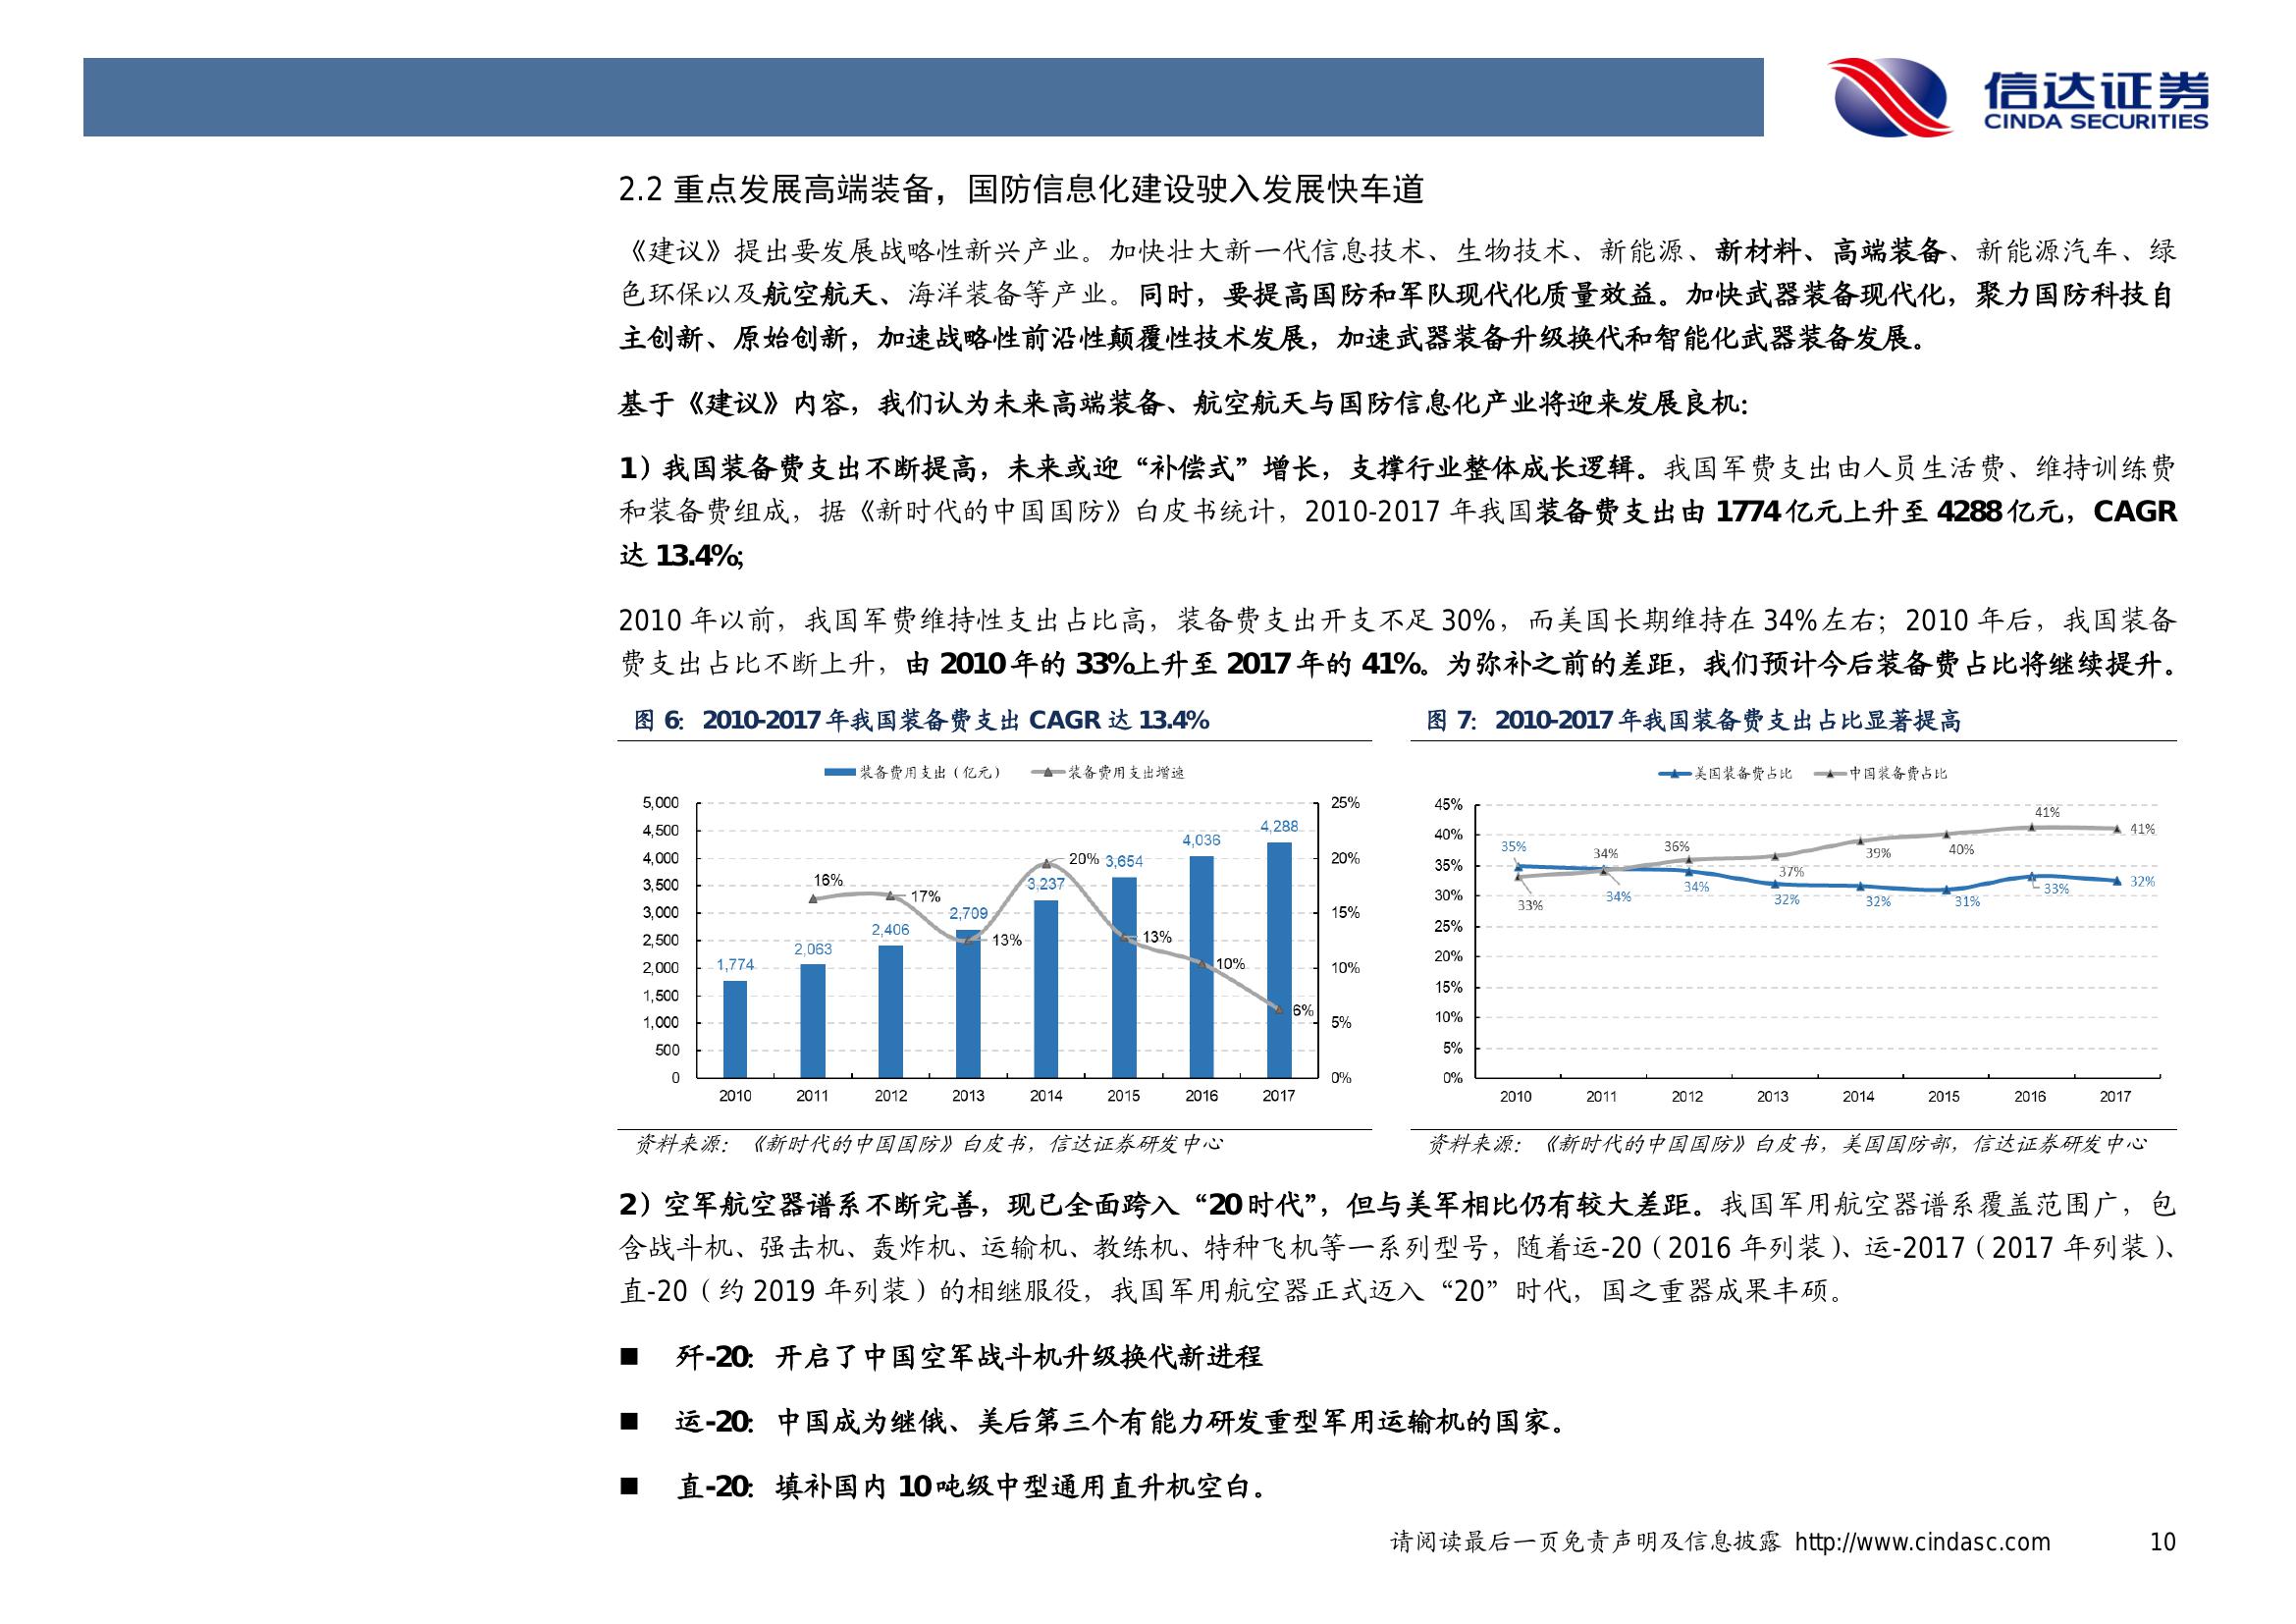 信达证券
CINDA SECURITIES
2.2 重点发展高端装备，国防信息化建设驶入发展快车道
《建议》提出要发展战略性新兴产业。加快壮大新一代信息技术、生物技术、新能源、新材料、高端装备、新能源汽车、绿
色环保以及航空航天、海洋装备等产业。同时，要提高国防和军队现代化质量效益。加快武器装备现代化，聚力国防科技自
主创新、原始创新，加速战略性前沿性颠覆性技术发展，加速武器装备升级换代和智能化武器装备发展。
基于《建议》内容，我们认为未来高端装备、航空航天与国防信息化产业将迎来发展良机：
1）我国装备费支出不断提高，未来或迎“补偿式”增长，支撑行业整体成长逻辑。我国军费支出由人员生活费、维持训练费
和装备费组成，据《新时代的中国国防》白皮书统计，2010-2017 年我国装备费支出由 1774 亿元上升至 4288 亿元，CAGR
达 13.4%；
2010 年以前，我国军费维持性支出占比高，装备费支出开支不足 30%，而美国长期维持在 34%左右；2010 年后，我国装备
费支出占比不断上升，由 2010 年的 33%上升至 2017 年的 41%。为弥补之前的差距，我们预计今后装备费占比将继续提升。
图 6： 2010-2017 年我国装备费支出 CAGR 达 13.4%
装备费用支出（亿元） 装备费用支出增速
5,000
4,500
4,000
3,500
3,000
2,500
2,000
1,500
1,000
500
0
25%
20%
15%
10%
5%
0%
1,774
2,063
2,406
2,709
3,237
3,654
4,036
4,288
16%
17%
13%
20%
13%
10%
6%
2010 2011 2012 2013 2014 2015 2016 2017
资料来源：《新时代的中国国防》白皮书，信达证券研发中心
图 7： 2010-2017 年我国装备费支出占比显著提高
美国装备费占比 中国装备费占比
45%
40%
35%
30%
25%
20%
15%
10%
5%
0%
35%
34%
34%
32%
32%
31%
33%
32%
33%
34%
36%
37%
39%
40%
41%
41%
2010 2011 2012 2013 2014 2015 2016 2017
资料来源：《新时代的中国国防》白皮书，美国国防部，信达证券研发中心
2）空军航空器谱系不断完善，现已全面跨入“20 时代”，但与美军相比仍有较大差距。我国军用航空器谱系覆盖范围广，包
含战斗机、强击机、轰炸机、运输机、教练机、特种飞机等一系列型号，随着运-20（2016 年列装）、运-2017（2017 年列装）、
直-20（约 2019 年列装）的相继服役，我国军用航空器正式迈入“20”时代，国之重器成果丰硕。
■ 歼-20：开启了中国空军战斗机升级换代新进程
■ 运-20：中国成为继俄、美后第三个有能力研发重型军用运输机的国家。
■ 直-20：填补国内 10 吨级中型通用直升机空白。
请阅读最后一页免责声明及信息披露 http://www.cindasc.com 10